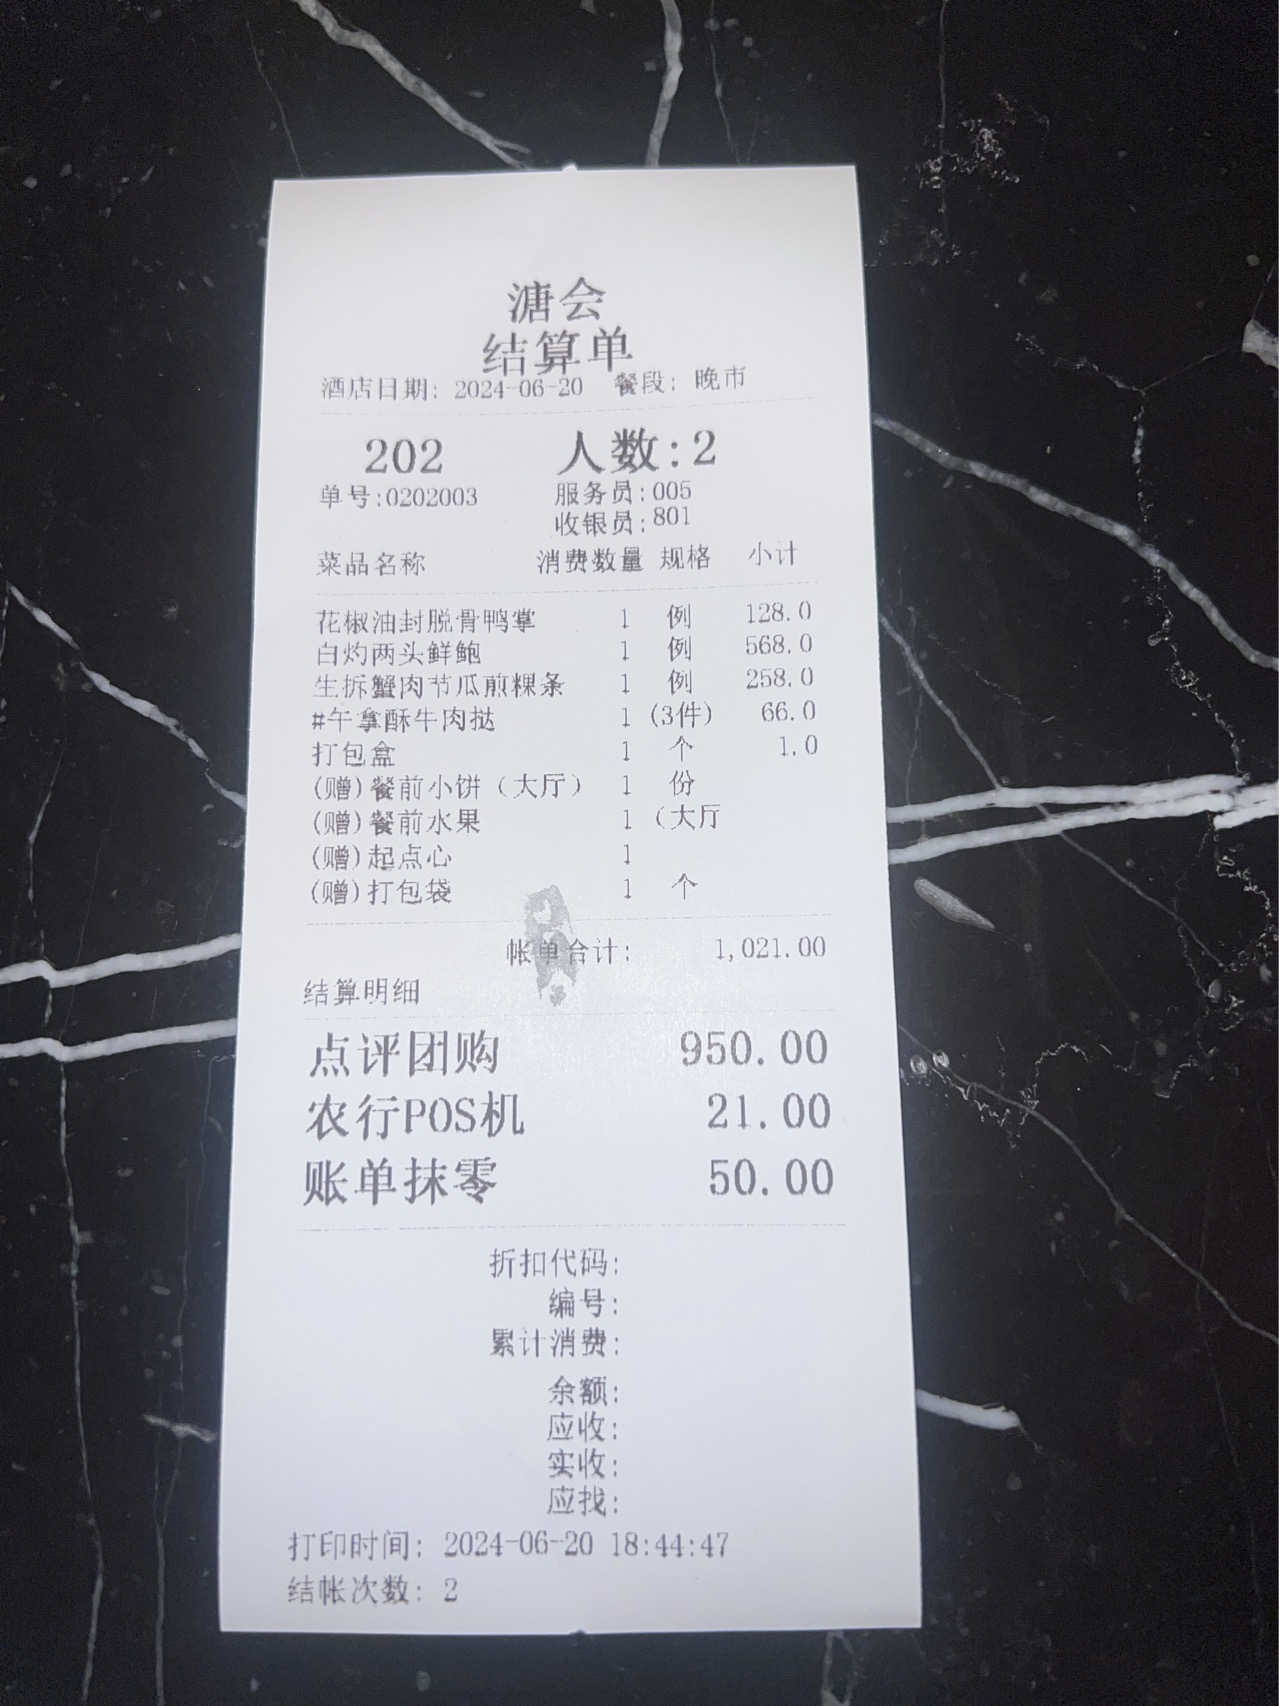 溏会
结算单
酒店日期: 2024-06-20 餐段: 晚市
202 人数:2
单号:0202003 服务员:005
收银员:801
菜品名称 消费数量 规格 小计
花椒油封脱骨鸭掌 1 例 128.0
白灼两头鲜鲍 1 例 568.0
生拆蟹肉节瓜煎粿条 1 例 258.0
#午拿酥牛肉挞 1 (3件) 66.0
打包盒 1 个 1.0
(赠)餐前小饼（大厅） 1 份
(赠)餐前水果 1 （大厅
(赠)起点心 1
(赠)打包袋 1 个
帐单合计: 1,021.00
结算明细
点评团购 950.00
农行POS机 21.00
账单抹零 50.00
折扣代码:
编号:
累计消费:
余额:
应收:
实收:
应找:
打印时间: 2024-06-20 18:44:47
结帐次数: 2